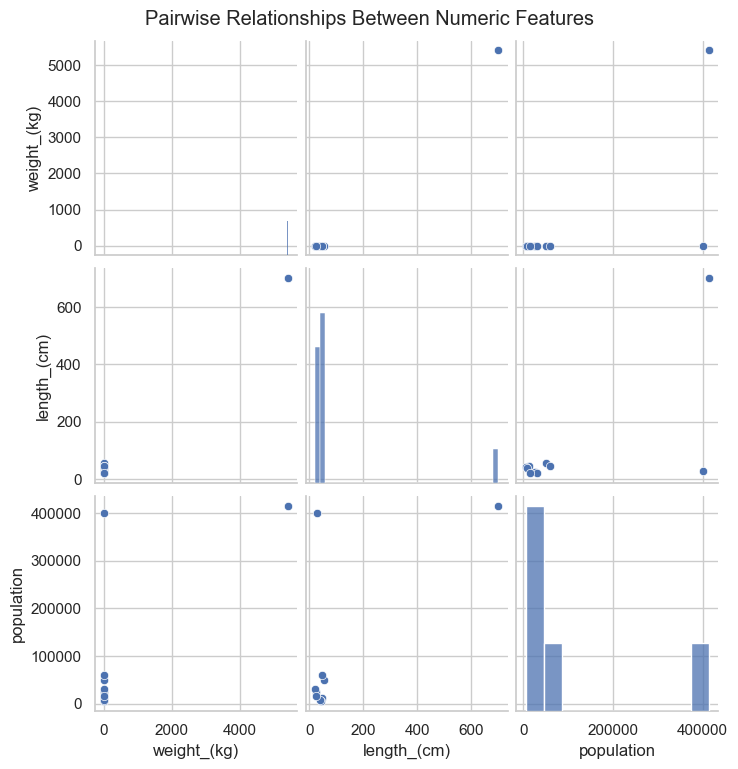 Pairwise Relationships Between Numeric Features
5000
4000
3000
2000
1000
0
weight_(kg)
600
400
200
0
length_(cm)
400000
300000
200000
100000
0
population
0 2000 4000
weight_(kg)
0 200 400 600
length_(cm)
0 200000 400000
population